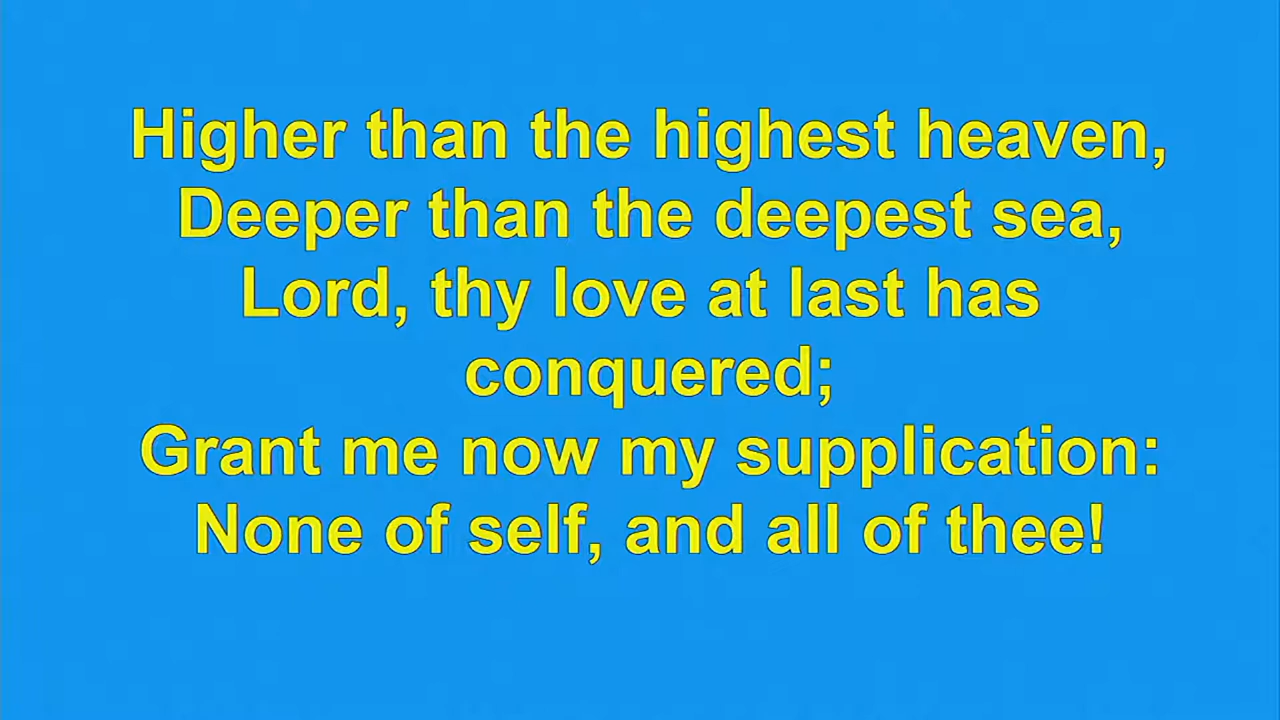 Higher than the highest heaven,
Deeper than the deepest sea,
Lord, thy love at last has
conquered;
Grant me now my supplication:
None of self, and all of thee!